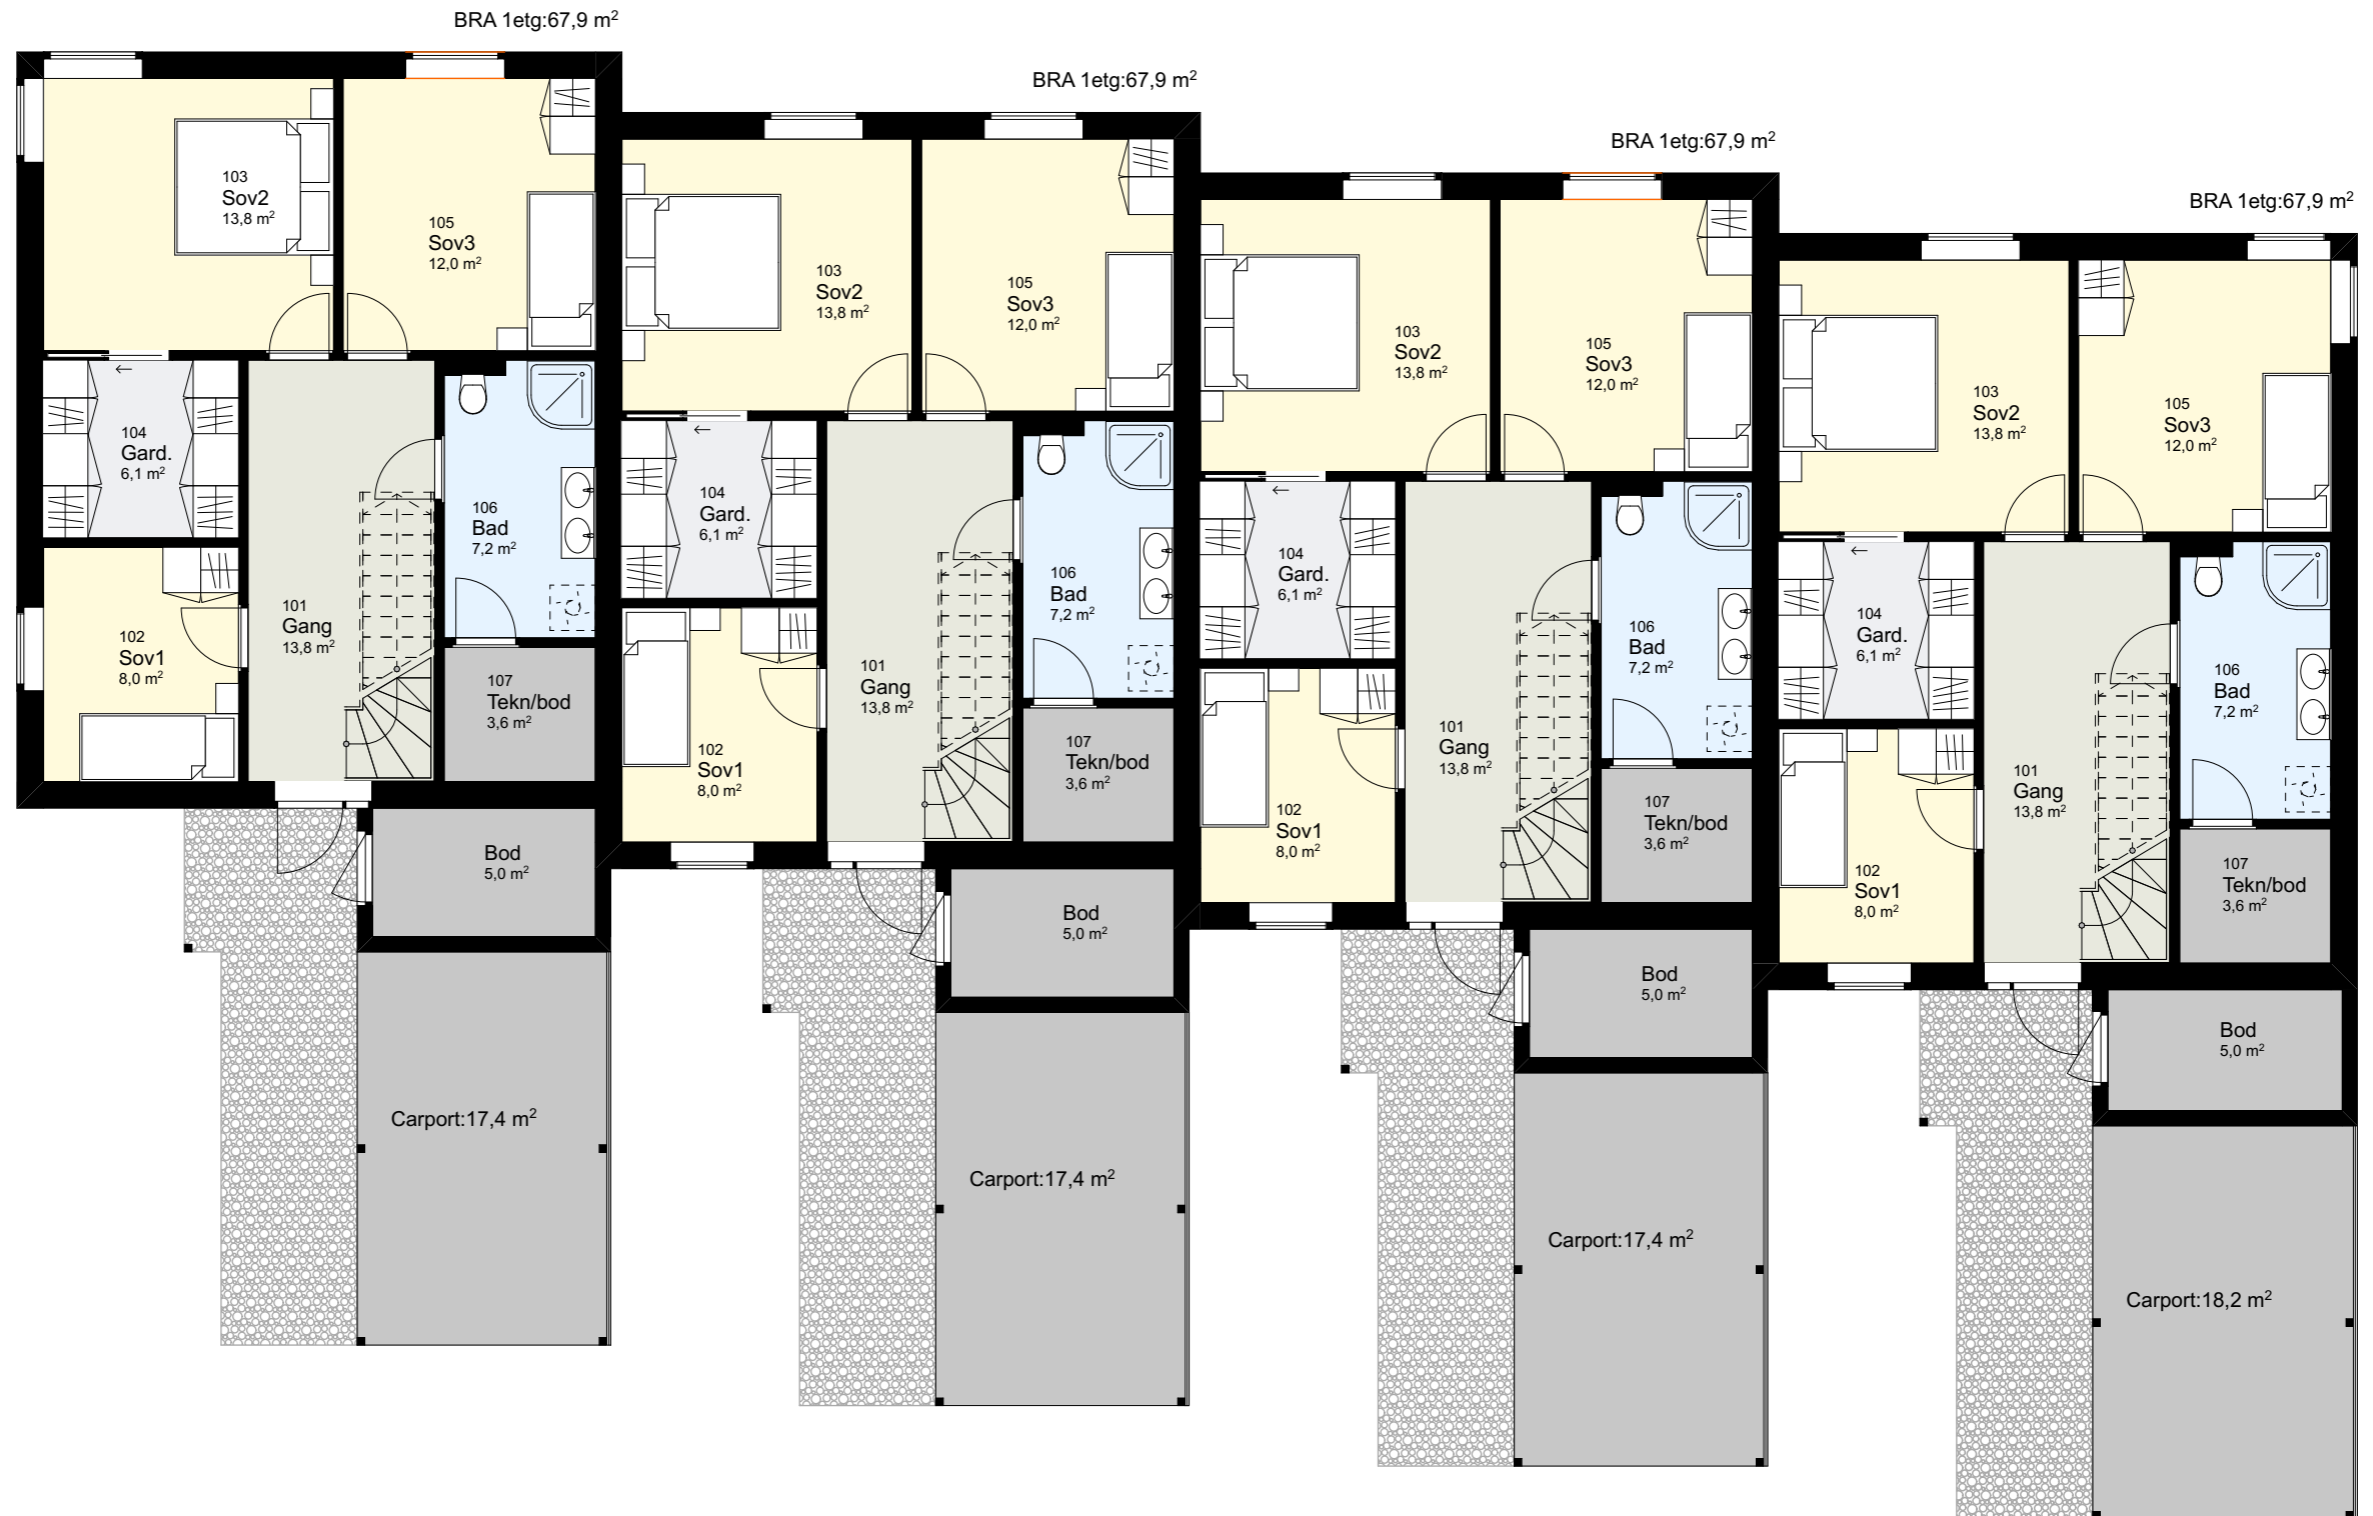 BRA 1etg:67,9 m²
103
Sov2
13,8 m²
105
Sov3
12,0 m²
104
Gard.
6,1 m²
106
Bad
7,2 m²
101
Gang
13,8 m²
102
Sov1
8,0 m²
107
Tekn/bod
3,6 m²
Bod
5,0 m²
Carport:17,4 m²
BRA 1etg:67,9 m²
103
Sov2
13,8 m²
105
Sov3
12,0 m²
104
Gard.
6,1 m²
106
Bad
7,2 m²
101
Gang
13,8 m²
102
Sov1
8,0 m²
107
Tekn/bod
3,6 m²
Bod
5,0 m²
Carport:17,4 m²
BRA 1etg:67,9 m²
103
Sov2
13,8 m²
105
Sov3
12,0 m²
104
Gard.
6,1 m²
106
Bad
7,2 m²
101
Gang
13,8 m²
102
Sov1
8,0 m²
107
Tekn/bod
3,6 m²
Bod
5,0 m²
Carport:17,4 m²
BRA 1etg:67,9 m²
103
Sov2
13,8 m²
105
Sov3
12,0 m²
104
Gard.
6,1 m²
106
Bad
7,2 m²
101
Gang
13,8 m²
102
Sov1
8,0 m²
107
Tekn/bod
3,6 m²
Bod
5,0 m²
Carport:18,2 m²